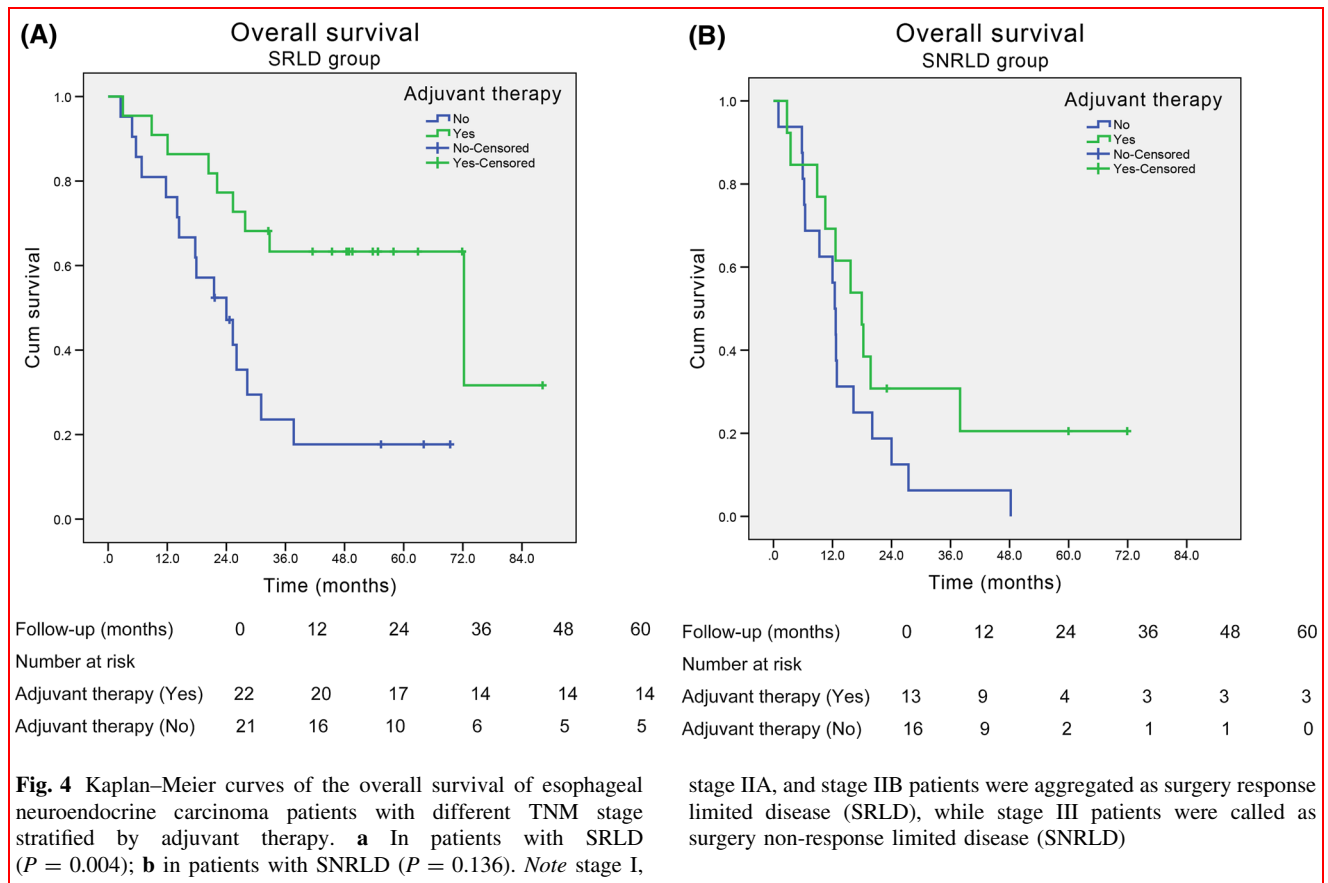 (A)
Overall survival
SRLD group
Adjuvant therapy
No
Yes
No-Censored
Yes-Censored
Cum survival
1.0
0.8
0.6
0.4
0.2
0.0
.0 12.0 24.0 36.0 48.0 60.0 72.0 84.0
Time (months)
Follow-up (months) 0 12 24 36 48 60
Number at risk
Adjuvant therapy (Yes) 22 20 17 14 14 14
Adjuvant therapy (No) 21 16 10 6 5 5
(B)
Overall survival
SNRLD group
Adjuvant therapy
No
Yes
No-Censored
Yes-Censored
Cum survival
1.0
0.8
0.6
0.4
0.2
0.0
.0 12.0 24.0 36.0 48.0 60.0 72.0 84.0
Time (months)
Follow-up (months) 0 12 24 36 48 60
Number at risk
Adjuvant therapy (Yes) 13 9 4 3 3 3
Adjuvant therapy (No) 16 9 2 1 1 0
Fig. 4 Kaplan–Meier curves of the overall survival of esophageal
neuroendocrine carcinoma patients with different TNM stage
stratified by adjuvant therapy. a In patients with SRLD
(P = 0.004); b in patients with SNRLD (P = 0.136). Note stage I,
stage IIA, and stage IIB patients were aggregated as surgery response
limited disease (SRLD), while stage III patients were called as
surgery non-response limited disease (SNRLD)